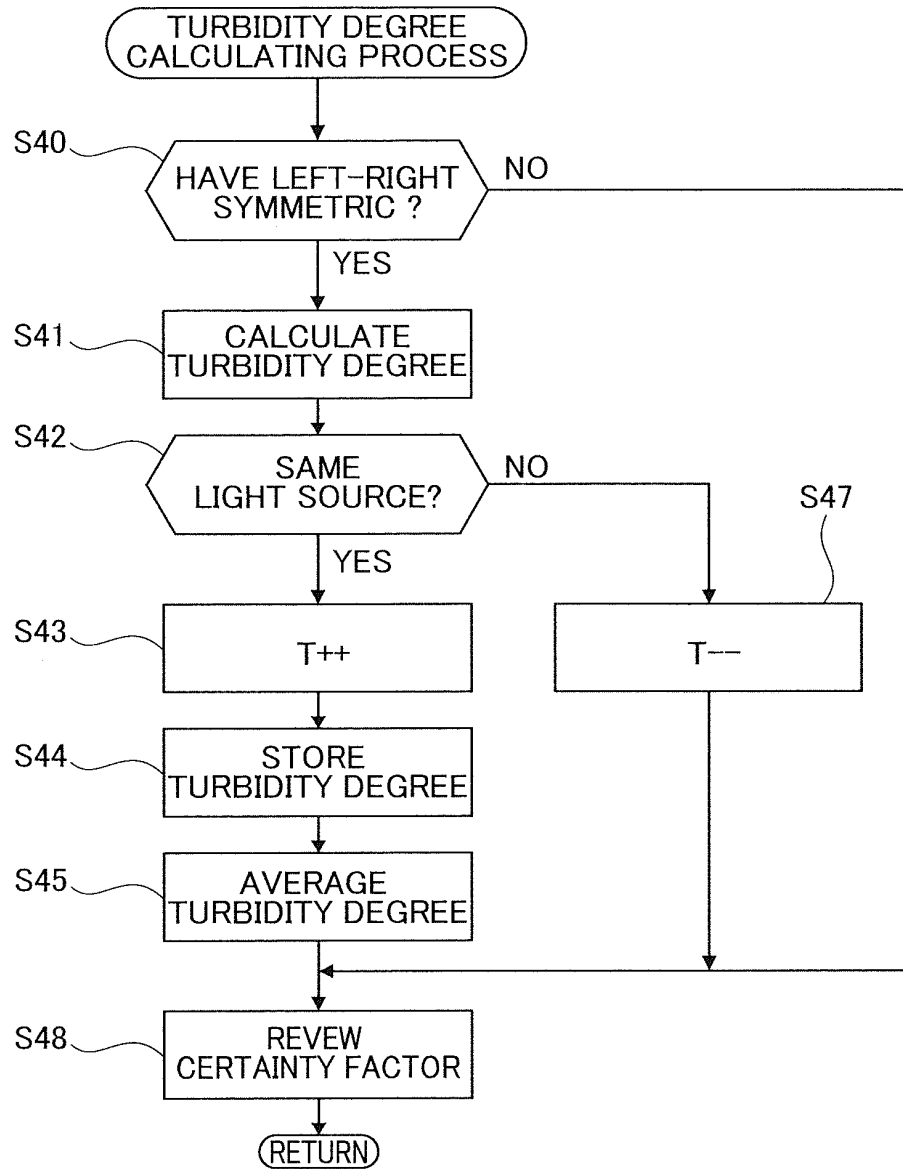 TURBIDITY DEGREE
CALCULATING PROCESS
S40
HAVE LEFT-RIGHT
SYMMETRIC ?
NO
YES
S41
CALCULATE
TURBIDITY DEGREE
S42
SAME
LIGHT SOURCE?
NO
YES
S47
S43
T++
T--
S44
STORE
TURBIDITY DEGREE
S45
AVERAGE
TURBIDITY DEGREE
S48
REVEW
CERTAINTY FACTOR
RETURN